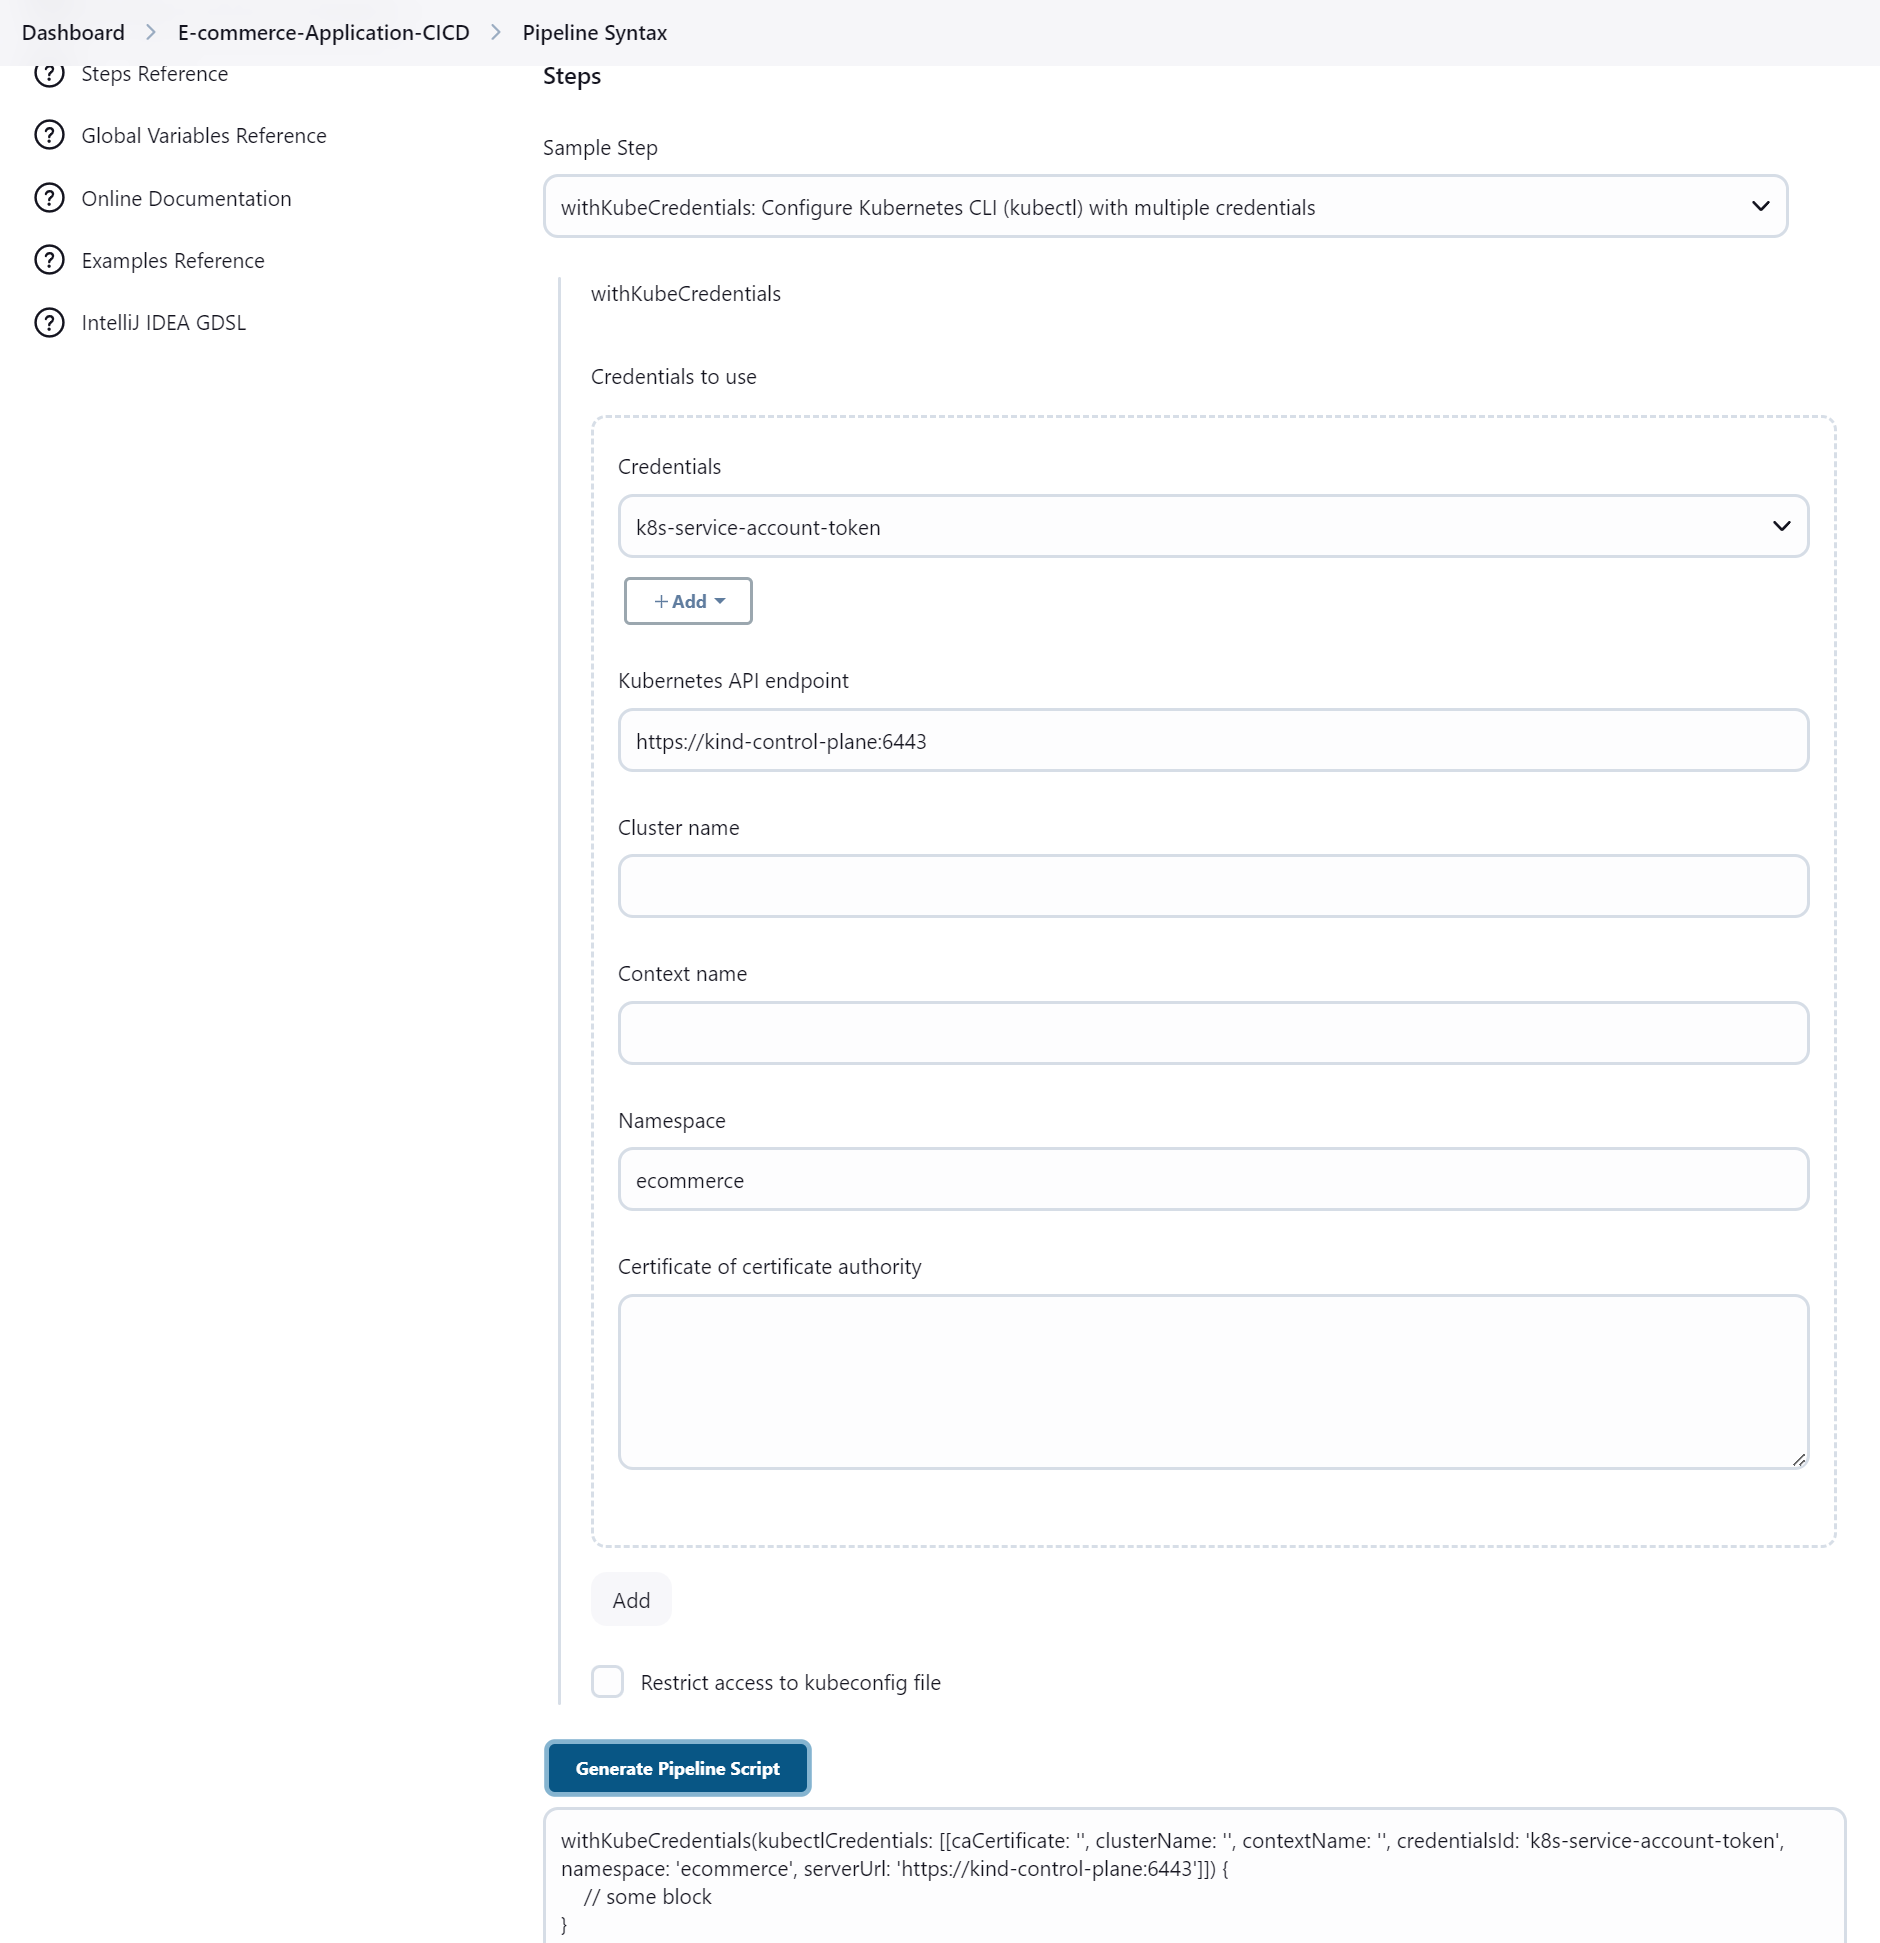 Dashboard > E-commerce-Application-CICD > Pipeline Syntax
Steps Reference
Global Variables Reference
Online Documentation
Examples Reference
IntelliJ IDEA GDSL
Steps
Sample Step
withKubeCredentials: Configure Kubernetes CLI (kubectl) with multiple credentials
withKubeCredentials
Credentials to use
Credentials
k8s-service-account-token
+ Add
Kubernetes API endpoint
https://kind-control-plane:6443
Cluster name
Context name
Namespace
ecommerce
Certificate of certificate authority
Add
Restrict access to kubeconfig file
Generate Pipeline Script
withKubeCredentials(kubectlCredentials: [[caCertificate: '', clusterName: '', contextName: '', credentialsId: 'k8s-service-account-token',
namespace: 'ecommerce', serverUrl: 'https://kind-control-plane:6443']]) {
// some block
}